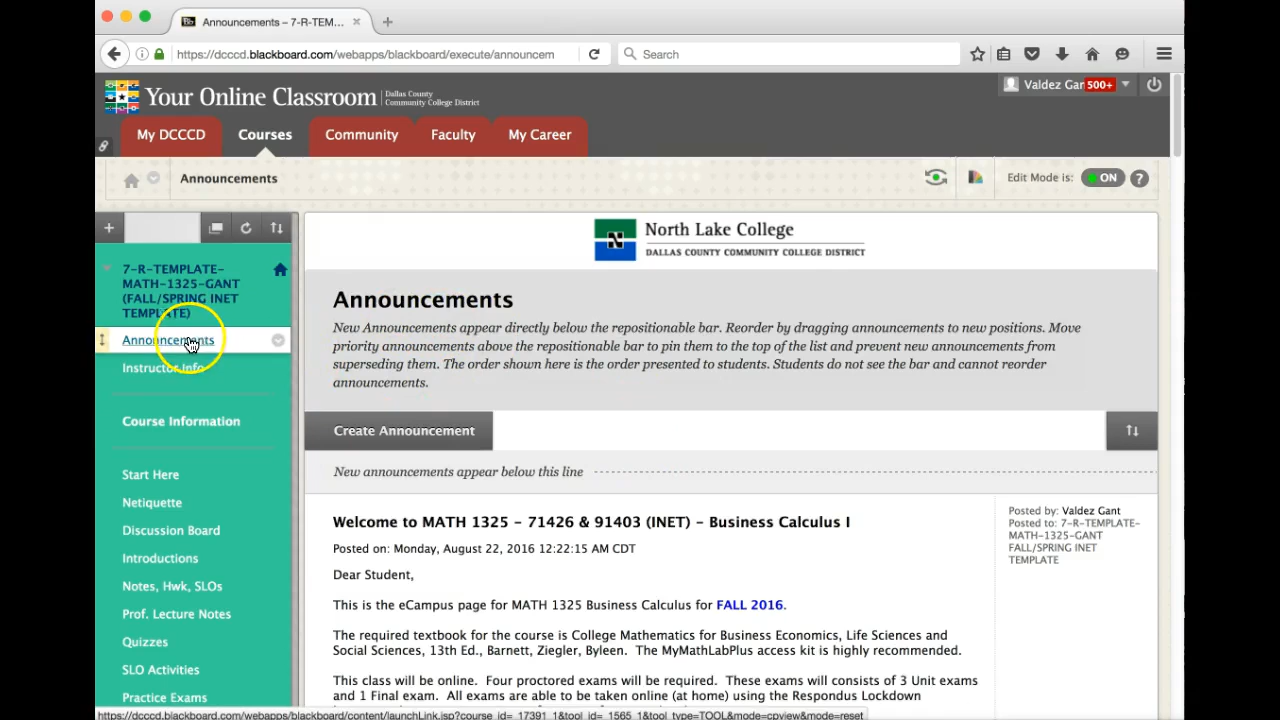 Announcements – 7-R-TEM...
https://dcccd.blackboard.com/webapps/blackboard/execute/announcem
Search
Your Online Classroom
Dallas County
Community College District
Valdez Gar 500+
My DCCCD
Courses
Community
Faculty
My Career
Announcements
Edit Mode is: ON ?
North Lake College
DALLAS COUNTY COMMUNITY COLLEGE DISTRICT
7-R-TEMPLATE-
MATH-1325-GANT
(FALL/SPRING INET
TEMPLATE)
Announcements
Instructor Info
Course Information
Start Here
Netiquette
Discussion Board
Introductions
Notes, Hwk, SLOs
Prof. Lecture Notes
Quizzes
SLO Activities
Practice Exams
Announcements
New Announcements appear directly below the repositionable bar. Reorder by dragging announcements to new positions. Move
priority announcements above the repositionable bar to pin them to the top of the list and prevent new announcements from
superseding them. The order shown here is the order presented to students. Students do not see the bar and cannot reorder
announcements.
Create Announcement
New announcements appear below this line
Welcome to MATH 1325 – 71426 & 91403 (INET) – Business Calculus I
Posted on: Monday, August 22, 2016 12:22:15 AM CDT
Dear Student,
This is the eCampus page for MATH 1325 Business Calculus for FALL 2016.
The required textbook for the course is College Mathematics for Business Economics, Life Sciences and
Social Sciences, 13th Ed., Barnett, Ziegler, Byleen.  The MyMathLabPlus access kit is highly recommended.
This class will be online.  Four proctored exams will be required.  These exams will consists of 3 Unit exams
and 1 Final exam.  All exams are able to be taken online (at home) using the Respondus Lockdown
Posted by: Valdez Gant
Posted to: 7-R-TEMPLATE-
MATH-1325-GANT
FALL/SPRING INET
TEMPLATE
https://dcccd.blackboard.com/webapps/blackboard/content/launchLink.jsp?course_id=_17391_1&tool_id=_1565_1&tool_type=TOOL&mode=cpview&mode=reset